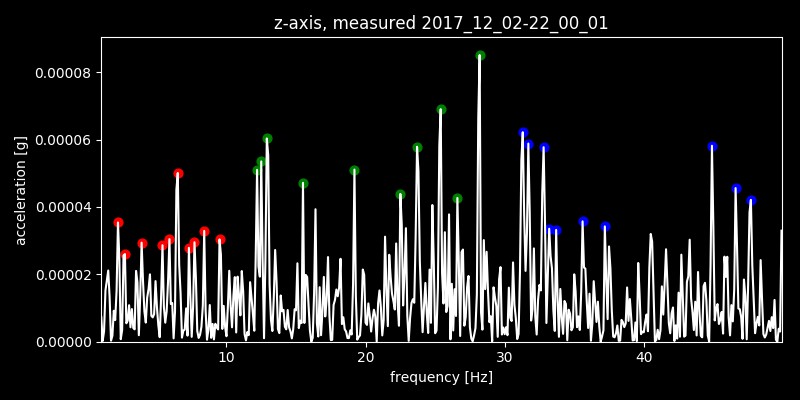 z-axis, measured 2017_12_02-22_00_01
0.00008
0.00006
0.00004
0.00002
0.00000
acceleration [g]
10 20 30 40
frequency [Hz]